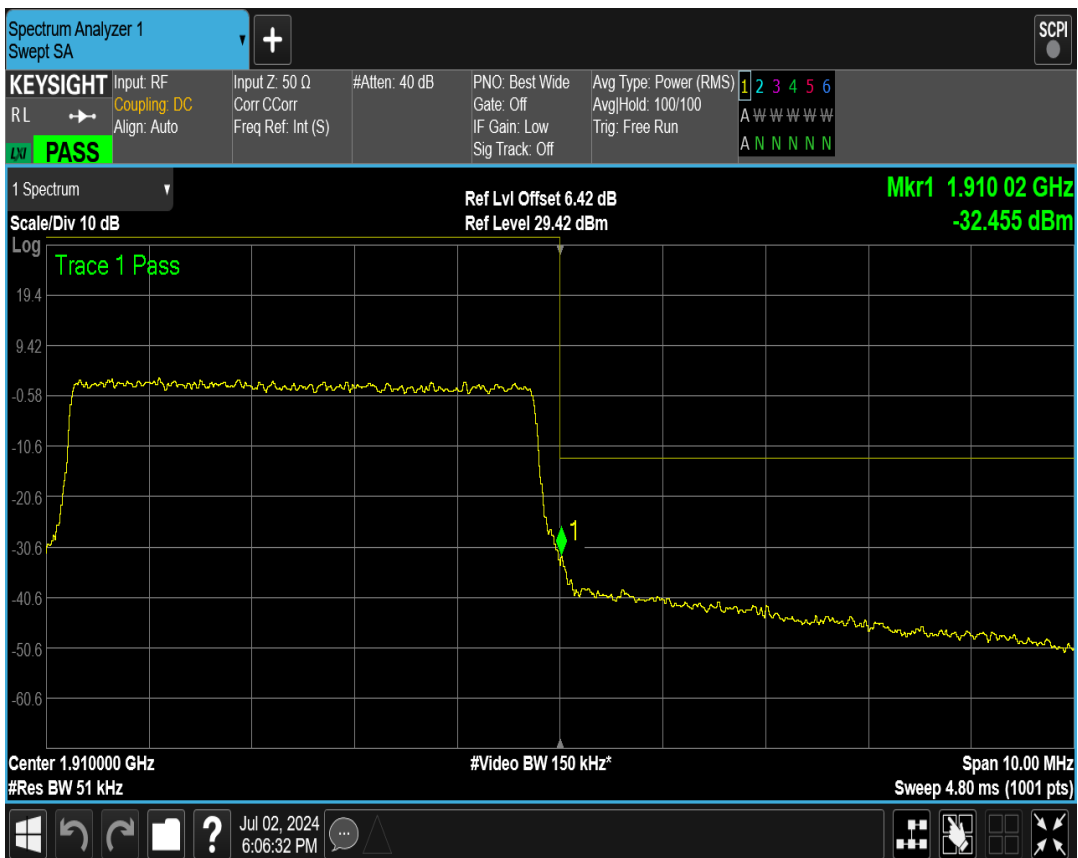 Spectrum Analyzer 1
Swept SA
SCPI
KEYSIGHT
RL
LXI PASS
Input: RF
Coupling: DC
Align: Auto
Input Z: 50 Ω
Corr CCorr
Freq Ref: Int (S)
#Atten: 40 dB
PNO: Best Wide
Gate: Off
IF Gain: Low
Sig Track: Off
Avg Type: Power (RMS)
Avg|Hold: 100/100
Trig: Free Run
1 2 3 4 5 6
A W W W W W
A N N N N N
1 Spectrum
Scale/Div 10 dB
Ref Lvl Offset 6.42 dB
Ref Level 29.42 dBm
Mkr1 1.910 02 GHz
-32.455 dBm
Log
Trace 1 Pass
19.4
9.42
-0.58
-10.6
-20.6
1
-30.6
-40.6
-50.6
-60.6
Center 1.910000 GHz
#Res BW 51 kHz
#Video BW 150 kHz*
Span 10.00 MHz
Sweep 4.80 ms (1001 pts)
?
Jul 02, 2024
6:06:32 PM